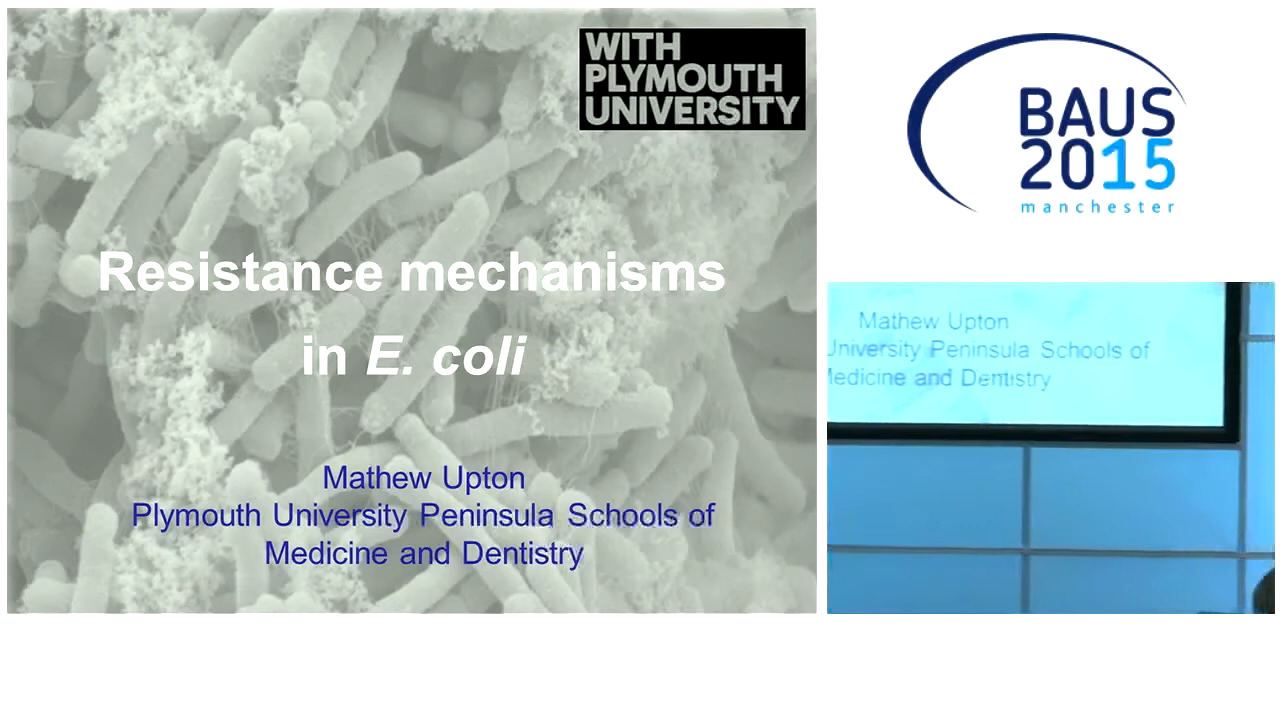 WITH
PLYMOUTH
UNIVERSITY
Resistance mechanisms
in E. coli
Mathew Upton
Plymouth University Peninsula Schools of
Medicine and Dentistry
BAUS
2015
manchester
Mathew Upton
University Peninsula Schools of
Medicine and Dentistry